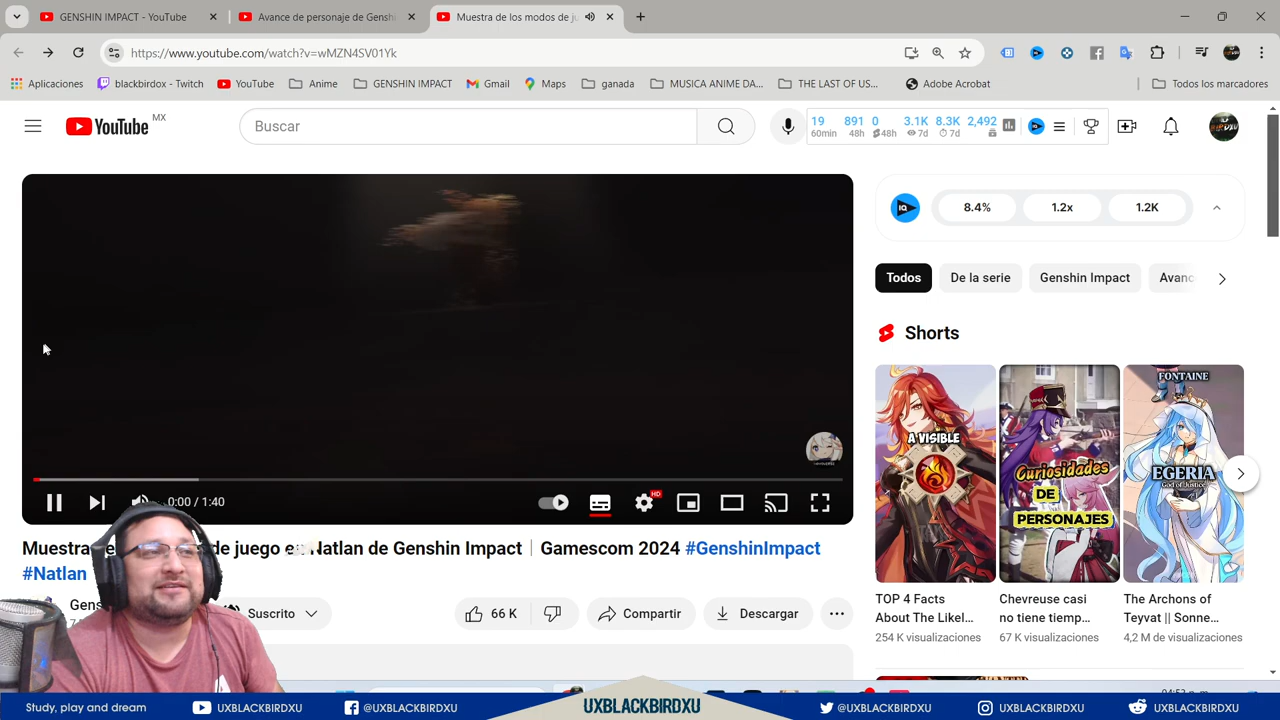 GENSHIN IMPACT - YouTube
Avance de personaje de Genshi
Muestra de los modos de ju
https://www.youtube.com/watch?v=wMZN4SV01Yk
Aplicaciones
blackbirdox - Twitch
YouTube
Anime
GENSHIN IMPACT
Gmail
Maps
ganada
MUSICA ANIME DA...
THE LAST OF US...
Adobe Acrobat
Todos los marcadores
YouTube MX
Buscar
19 891 0 3.1K 8.3K 2,492
60min 48h 48h 7d 7d
IQ
8.4%
1.2x
1.2K
Todos
De la serie
Genshin Impact
Avanc
Shorts
A VISIBLE
Curiosidades
DE
PERSONAJES
FONTAINE
EGERIA
God of Justice
0:00 / 1:40
HD
Muestra de juego Natlan de Genshin Impact | Gamescom 2024 #GenshinImpact
#Natlan
Gens
Suscrito
66 K
Compartir
Descargar
TOP 4 Facts
About The Likel...
254 K visualizaciones
Chevreuse casi
no tiene tiemp...
67 K visualizaciones
The Archons of
Teyvat || Sonne...
4,2 M de visualizaciones
Study, play and dream
UXBLACKBIRDXU
@UXBLACKBIRDXU
UXBLACKBIRDXU
@UXBLACKBIRDXU
UXBLACKBIRDXU
UXBLACKBIRDXU